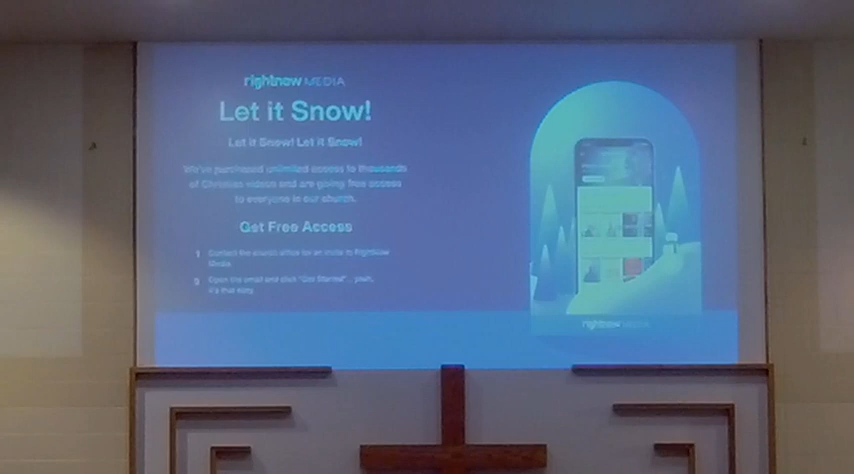 rightnow MEDIA
Let it Snow!
Let it Snow! Let it Snow!
We've purchased unlimited access to thousands
of Christian videos and are giving free access
to everyone in our church.
Get Free Access
1 Contact the church office for an invite to RightNow
Media.
Open the email and click "Get Started"... yeah,
it's that easy.
rightnow MEDIA